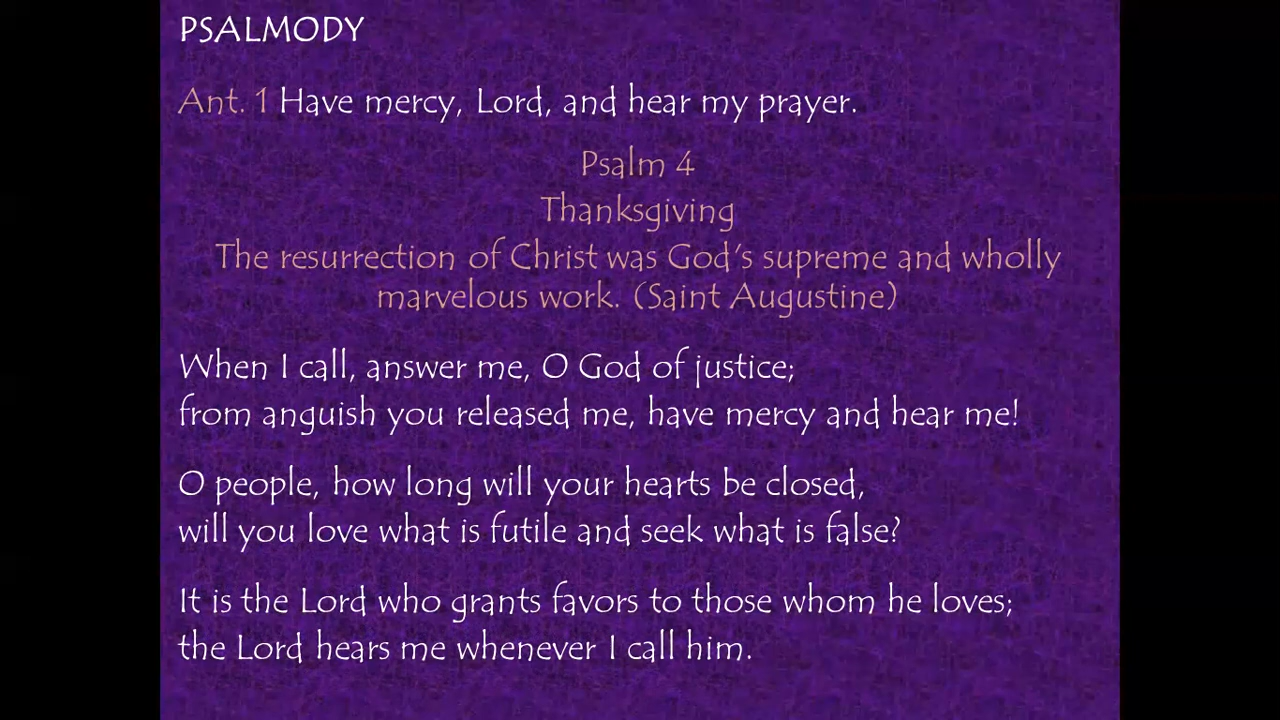 PSALMODY
Ant. 1 Have mercy, Lord, and hear my prayer.
Psalm 4
Thanksgiving
The resurrection of Christ was God's supreme and wholly
marvelous work. (Saint Augustine)
When I call, answer me, O God of justice;
from anguish you released me, have mercy and hear me!
O people, how long will your hearts be closed,
will you love what is futile and seek what is false?
It is the Lord who grants favors to those whom he loves;
the Lord hears me whenever I call him.